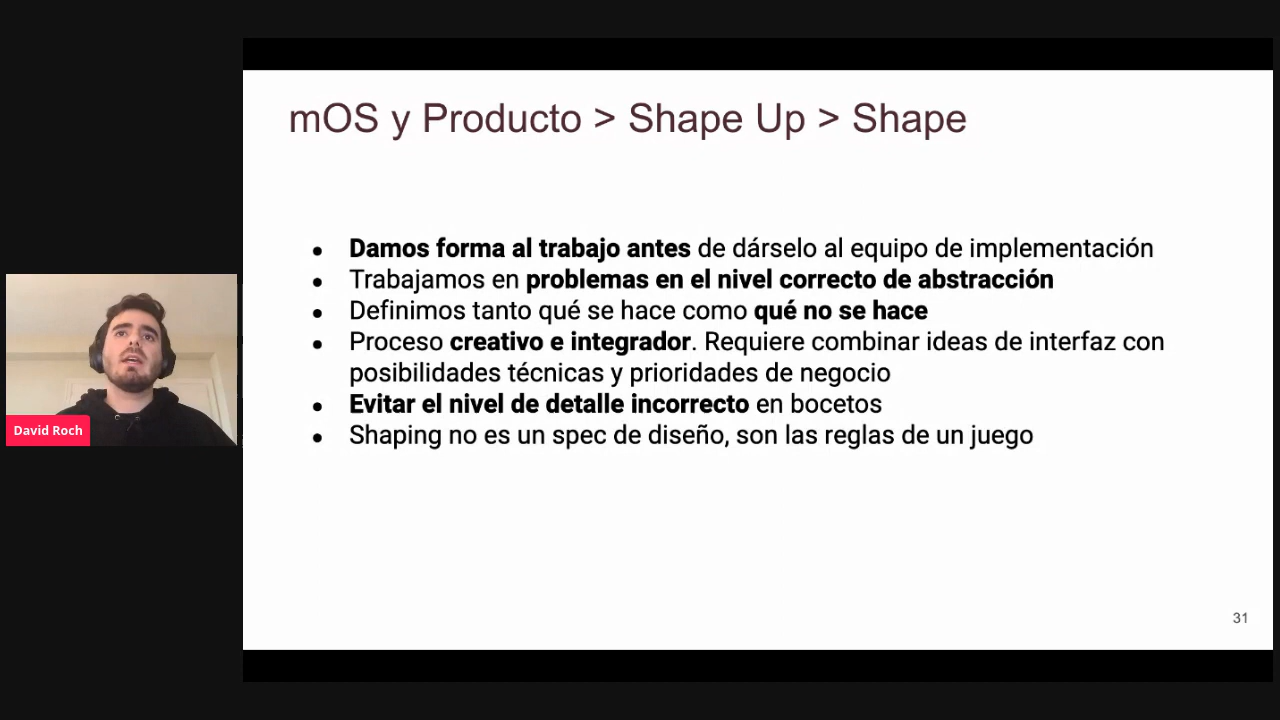 mOS y Producto > Shape Up > Shape
● Damos forma al trabajo antes de dárselo al equipo de implementación
● Trabajamos en problemas en el nivel correcto de abstracción
● Definimos tanto qué se hace como qué no se hace
● Proceso creativo e integrador. Requiere combinar ideas de interfaz con
posibilidades técnicas y prioridades de negocio
● Evitar el nivel de detalle incorrecto en bocetos
● Shaping no es un spec de diseño, son las reglas de un juego
David Roch
31